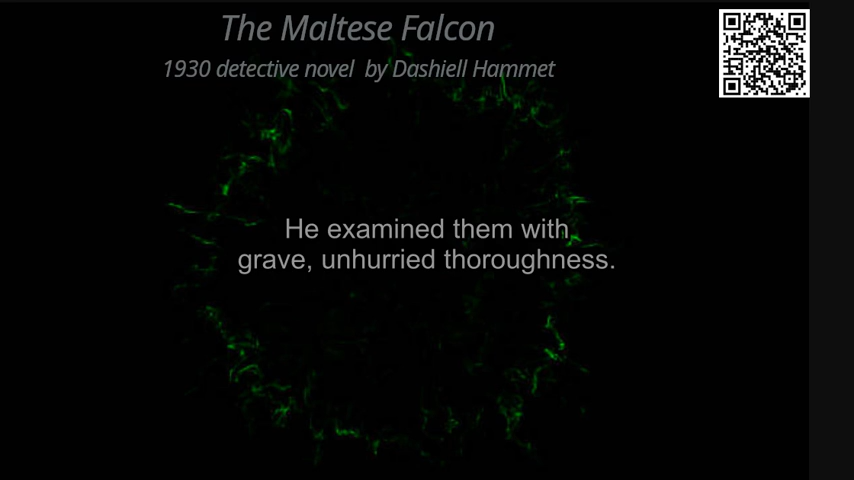 The Maltese Falcon
1930 detective novel by Dashiell Hammet
He examined them with
grave, unhurried thoroughness.